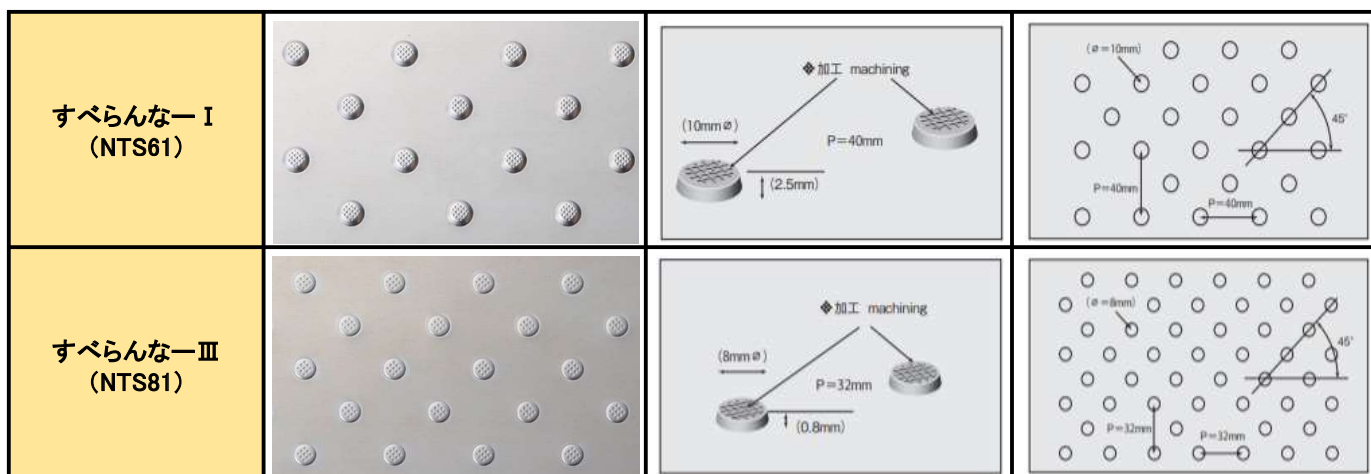 すべらんなーⅠ
(NTS61)
✥加工 machining
(10mmø)
P=40mm
(2.5mm)
(ø=10mm)
45°
P=40mm
P=40mm
すべらんなーⅢ
(NTS81)
✥加工 machining
(8mmø)
P=32mm
(0.8mm)
(ø=8mm)
45°
P=32mm
P=32mm